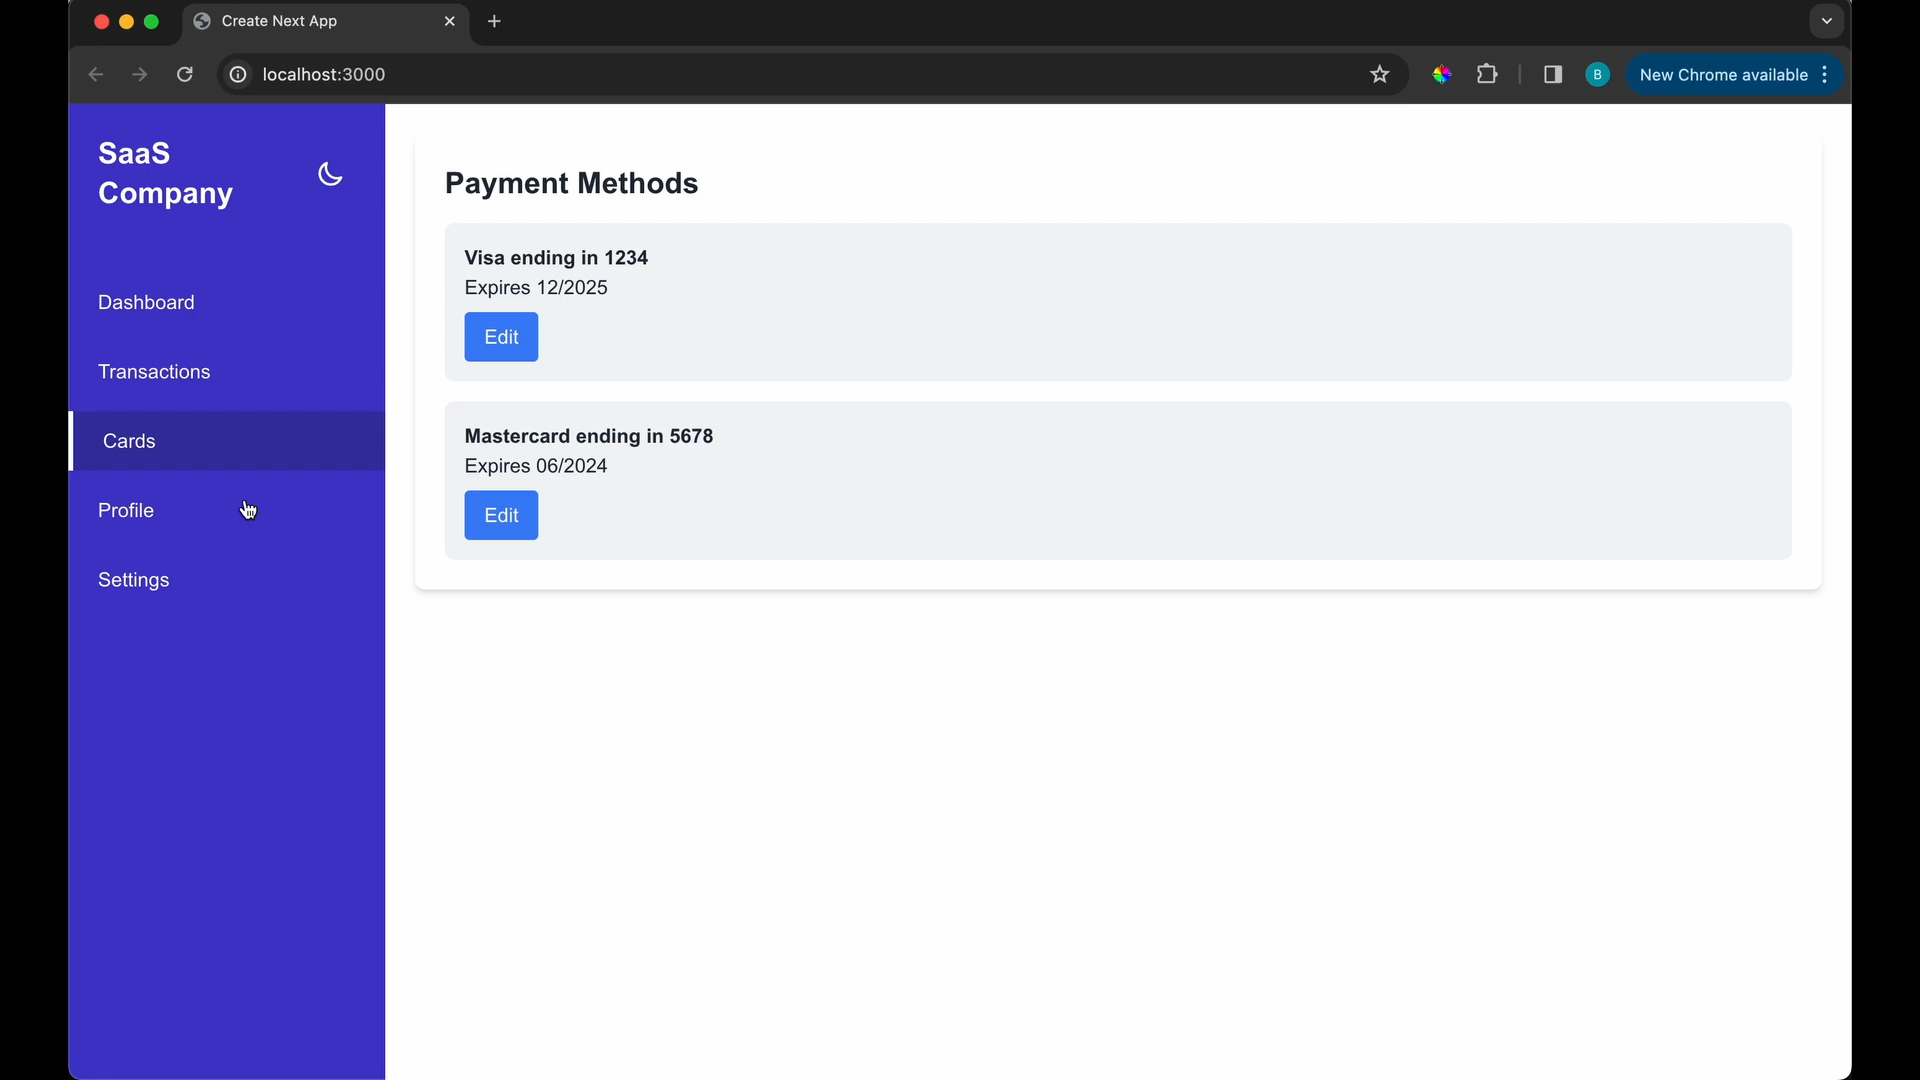 Create Next App
localhost:3000
B
New Chrome available
SaaS
Company
Dashboard
Transactions
Cards
Profile
Settings
Payment Methods
Visa ending in 1234
Expires 12/2025
Edit
Mastercard ending in 5678
Expires 06/2024
Edit